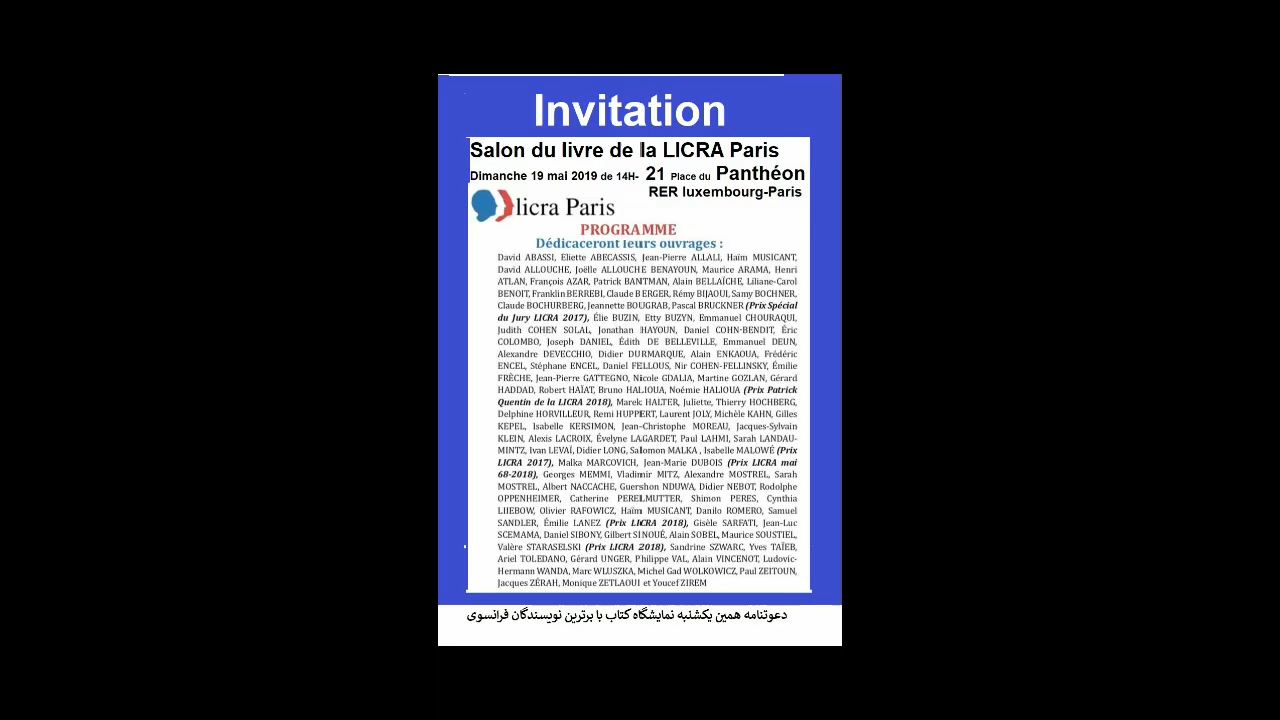 Invitation
Salon du livre de la LICRA Paris
Dimanche 19 mai 2019 de 14H- 21 Place du Panthéon
RER luxembourg-Paris
licra Paris
PROGRAMME
Dédicaceront leurs ouvrages :
David ABASSI, Eliette ABECASSIS, Jean-Pierre ALLALI, Haïm MUSICANT,
David ALLOUCHE, Joëlle ALLOUCHE BENAYOUN, Maurice ARAMA, Henri
ATLAN, François AZAR, Patrick BANTMAN, Alain BELLAÏCHE, Liliane-Carol
BENOIT, Franklin BERREBI, Claude BERGER, Rémy BIJAOUI, Samy BOCHNER,
Claude BOCHURBERG, Jeannette BOUGRAB, Pascal BRUCKNER (Prix Spécial
du Jury LICRA 2017), Élie BUZIN, Etty BUZYN, Emmanuel CHOURAQUI,
Judith COHEN SOLAL, Jonathan HAYOUN, Daniel COHN-BENDIT, Éric
COLOMBO, Joseph DANIEL, Édith DE BELLEVILLE, Emmanuel DEUN,
Alexandre DEVECCHIO, Didier DURMARQUE, Alain ENKAOUA, Frédéric
ENCEL, Stéphane ENCEL, Daniel FELLOUS, Nir COHEN-FELLINSKY, Émilie
FRÈCHE, Jean-Pierre GATTEGNO, Nicole GDALIA, Martine GOZLAN, Gérard
HADDAD, Robert HAÏAT, Bruno HALIOUA, Noémie HALIOUA (Prix Patrick
Quentin de la LICRA 2018), Marek HALTER, Juliette, Thierry HOCHBERG,
Delphine HORVILLEUR, Remi HUPPERT, Laurent JOLY, Michèle KAHN, Gilles
KEPEL, Isabelle KERSIMON, Jean-Christophe MOREAU, Jacques-Sylvain
KLEIN, Alexis LACROIX, Évelyne LAGARDET, Paul LAHMI, Sarah LANDAU-
MINTZ, Ivan LEVAÏ, Didier LONG, Salomon MALKA , Isabelle MALOWÉ (Prix
LICRA 2017), Malka MARCOVICH, Jean-Marie DUBOIS (Prix LICRA mai
68-2018), Georges MEMMI, Vladimir MITZ, Alexandre MOSTREL, Sarah
MOSTREL, Albert NACCACHE, Guershon NDUWA, Didier NEBOT, Rodolphe
OPPENHEIMER, Catherine PERELMUTTER, Shimon PERES, Cynthia
LIIEBOW, Olivier RAFOWICZ, Haïm MUSICANT, Danilo ROMERO, Samuel
SANDLER, Émilie LANEZ (Prix LICRA 2018), Gisèle SARFATI, Jean-Luc
SCEMAMA, Daniel SIBONY, Gilbert SINOUÉ, Alain SOBEL, Maurice SOUSTIEL,
Valère STARASELSKI (Prix LICRA 2018), Sandrine SZWARC, Yves TAÏEB,
Ariel TOLEDANO, Gérard UNGER, Philippe VAL, Alain VINCENOT, Ludovic-
Hermann WANDA, Marc WLUSZKA, Michel Gad WOLKOWICZ, Paul ZEITOUN,
Jacques ZÉRAH, Monique ZETLAOUI et Youcef ZIREM
دعوتنامه همین یکشنبه نمایشگاه کتاب با برترین نویسندگان فرانسوی